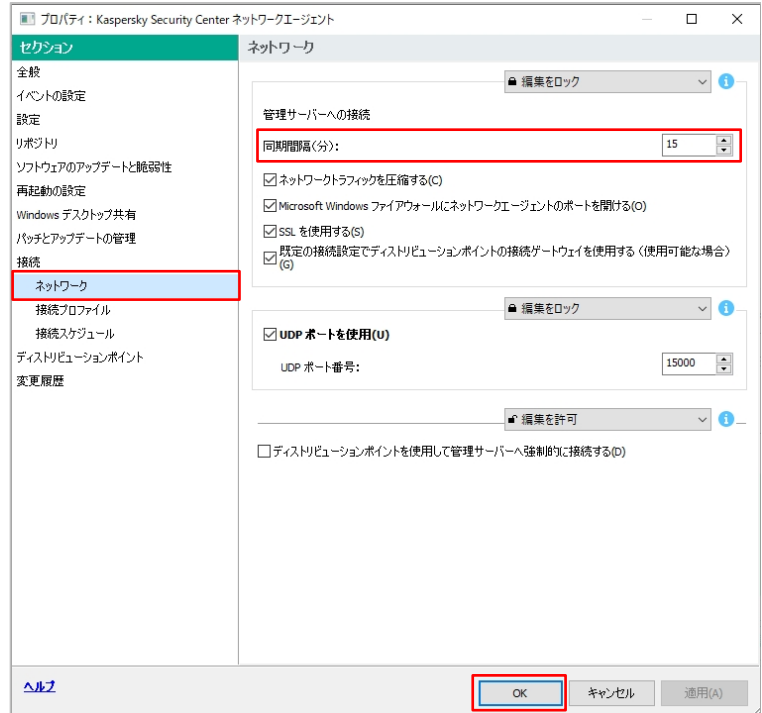 プロパティ：Kaspersky Security Center ネットワークエージェント
セクション
全般
イベントの設定
設定
リポジトリ
ソフトウェアのアップデートと脆弱性
再起動の設定
Windows デスクトップ共有
パッチとアップデートの管理
接続
ネットワーク
接続プロファイル
接続スケジュール
ディストリビューションポイント
変更履歴
ネットワーク
編集をロック
管理サーバーへの接続
同期間隔(分)： 15
ネットワークトラフィックを圧縮する(C)
Microsoft Windows ファイアウォールにネットワークエージェントのポートを開ける(O)
SSL を使用する(S)
既定の接続設定でディストリビューションポイントの接続ゲートウェイを使用する（使用可能な場合）
(G)
編集をロック
UDP ポートを使用(U)
UDP ポート番号： 15000
編集を許可
ディストリビューションポイントを使用して管理サーバーへ強制的に接続する(D)
ヘルプ
OK キャンセル 適用(A)